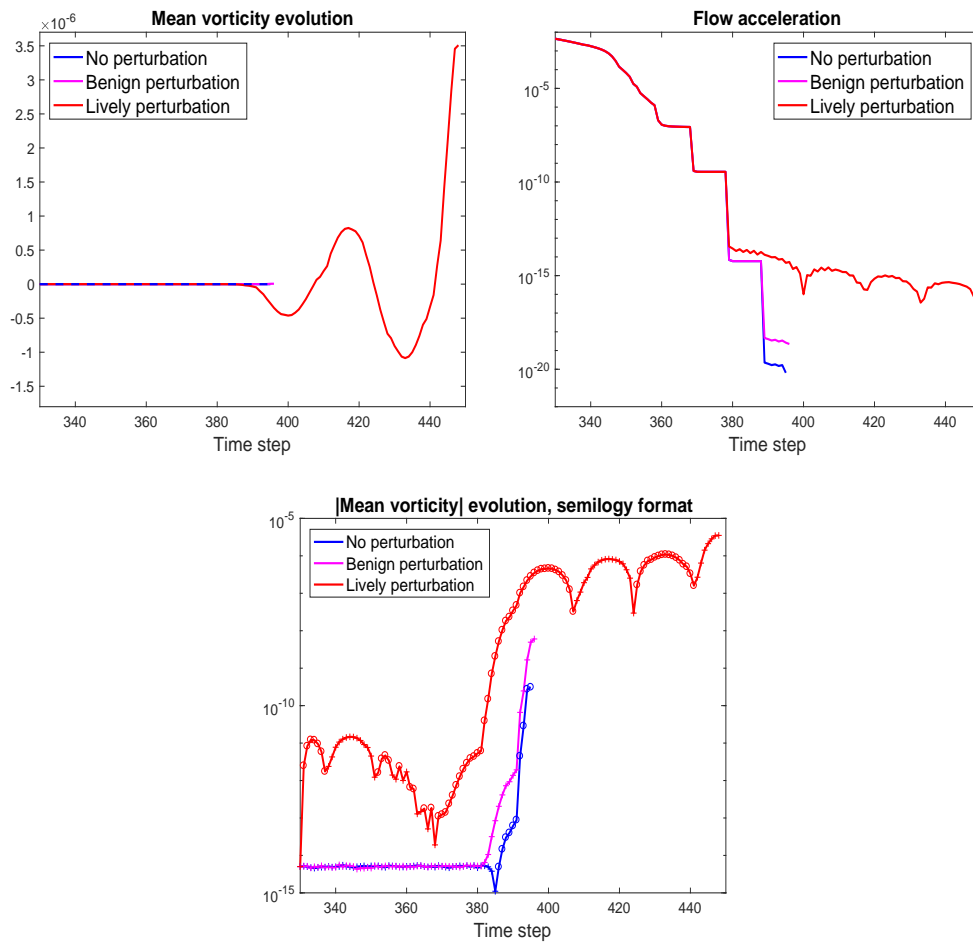 Mean vorticity evolution
×10^-6
3.5
3
2.5
2
1.5
1
0.5
0
-0.5
-1
-1.5
No perturbation
Benign perturbation
Lively perturbation
340 360 380 400 420 440
Time step
Flow acceleration
10^-5
10^-10
10^-15
10^-20
No perturbation
Benign perturbation
Lively perturbation
340 360 380 400 420 440
Time step
|Mean vorticity| evolution, semilogy format
10^-5
10^-10
10^-15
No perturbation
Benign perturbation
Lively perturbation
340 360 380 400 420 440
Time step